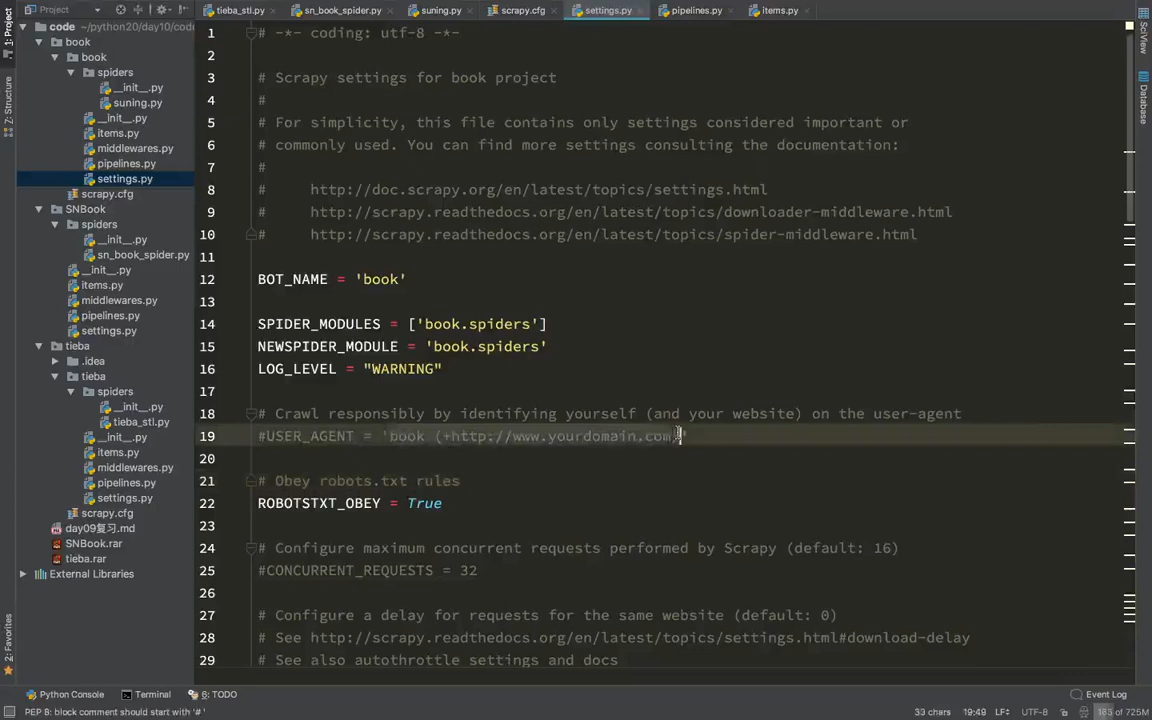 Project
tieba_stl.py
sn_book_spider.py
suning.py
scrapy.cfg
settings.py
pipelines.py
items.py
1: Project
Z: Structure
2: Favorites
SciView
Database
code ~/python20/day10/code
book
book
spiders
__init__.py
suning.py
__init__.py
items.py
middlewares.py
pipelines.py
settings.py
scrapy.cfg
SNBook
spiders
__init__.py
sn_book_spider.py
__init__.py
items.py
middlewares.py
pipelines.py
settings.py
tieba
.idea
tieba
spiders
__init__.py
tieba_stl.py
__init__.py
items.py
middlewares.py
pipelines.py
settings.py
scrapy.cfg
day09复习.md
SNBook.rar
tieba.rar
External Libraries
1 # -*- coding: utf-8 -*-
2
3 # Scrapy settings for book project
4 #
5 # For simplicity, this file contains only settings considered important or
6 # commonly used. You can find more settings consulting the documentation:
7 #
8 # http://doc.scrapy.org/en/latest/topics/settings.html
9 # http://scrapy.readthedocs.org/en/latest/topics/downloader-middleware.html
10 # http://scrapy.readthedocs.org/en/latest/topics/spider-middleware.html
11
12 BOT_NAME = 'book'
13
14 SPIDER_MODULES = ['book.spiders']
15 NEWSPIDER_MODULE = 'book.spiders'
16 LOG_LEVEL = "WARNING"
17
18 # Crawl responsibly by identifying yourself (and your website) on the user-agent
19 #USER_AGENT = 'book (+http://www.yourdomain.com)'
20
21 # Obey robots.txt rules
22 ROBOTSTXT_OBEY = True
23
24 # Configure maximum concurrent requests performed by Scrapy (default: 16)
25 #CONCURRENT_REQUESTS = 32
26
27 # Configure a delay for requests for the same website (default: 0)
28 # See http://scrapy.readthedocs.org/en/latest/topics/settings.html#download-delay
29 # See also autothrottle settings and docs
Python Console
Terminal
6: TODO
Event Log
PEP 8: block comment should start with '# '
33 chars
19:49
LF÷
UTF-8
of 725M